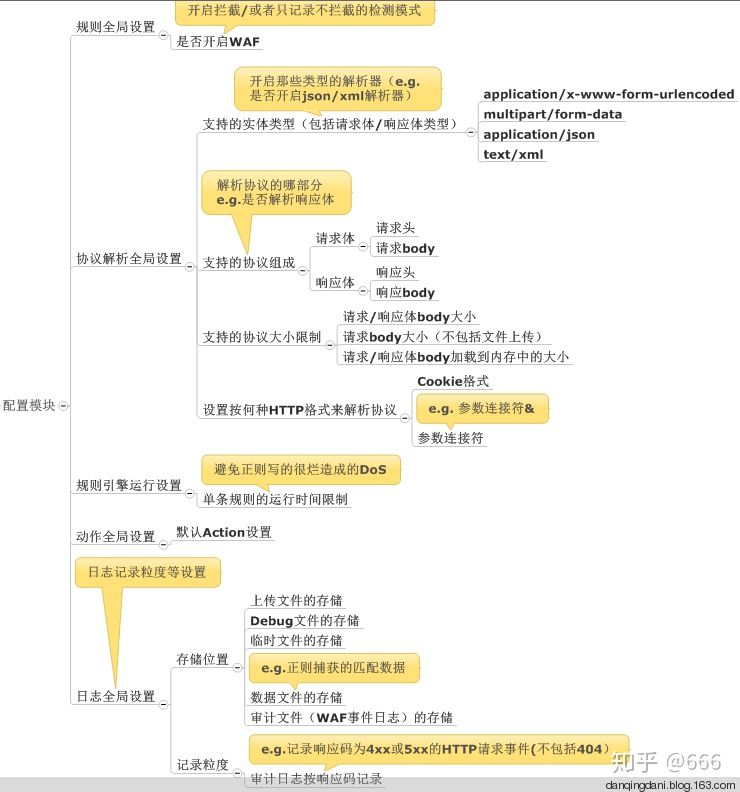 开启拦截/或者只记录不拦截的检测模式
规则全局设置
是否开启WAF
开启那些类型的解析器（e.g.
是否开启json/xml解析器）
application/x-www-form-urlencoded
multipart/form-data
支持的实体类型（包括请求体/响应体类型）
application/json
text/xml
解析协议的哪部分
e.g.是否解析响应体
请求头
请求体
请求body
协议解析全局设置
支持的协议组成
响应头
响应体
响应body
请求/响应体body大小
支持的协议大小限制
请求body大小（不包括文件上传）
请求/响应体body加载到内存中的大小
Cookie格式
配置模块
设置按何种HTTP格式来解析协议
e.g. 参数连接符&
参数连接符
避免正则写的很烂造成的DoS
规则引擎运行设置
单条规则的运行时间限制
动作全局设置
默认Action设置
日志记录粒度等设置
上传文件的存储
Debug文件的存储
临时文件的存储
存储位置
e.g.正则捕获的匹配数据
日志全局设置
数据文件的存储
审计文件（WAF事件日志）的存储
e.g.记录响应码为4xx或5xx的HTTP请求事件(不包括404）
记录粒度
审计日志按响应码记录
知乎 @666
danqingdani.blog.163.com